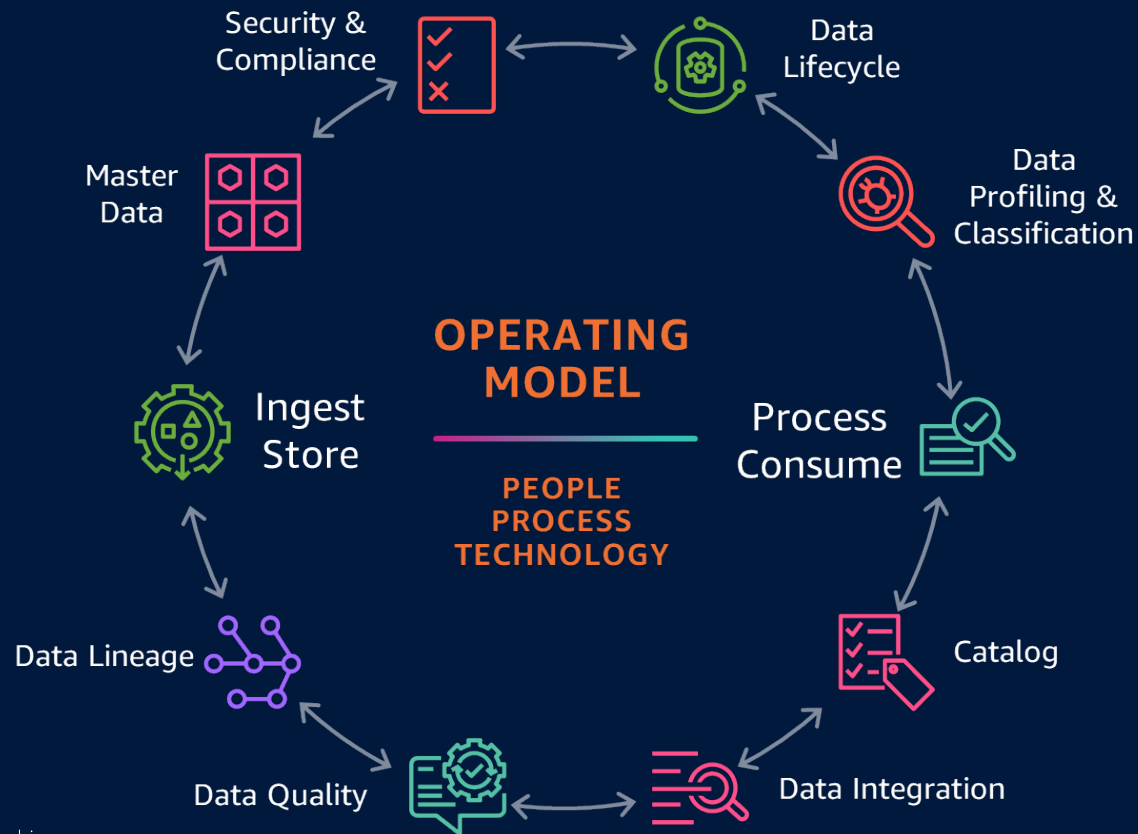 Security &
Compliance
Data
Lifecycle
Master
Data
Data
Profiling &
Classification
OPERATING
MODEL
Ingest
Store
Process
Consume
PEOPLE
PROCESS
TECHNOLOGY
Data Lineage
Catalog
Data Quality
Data Integration